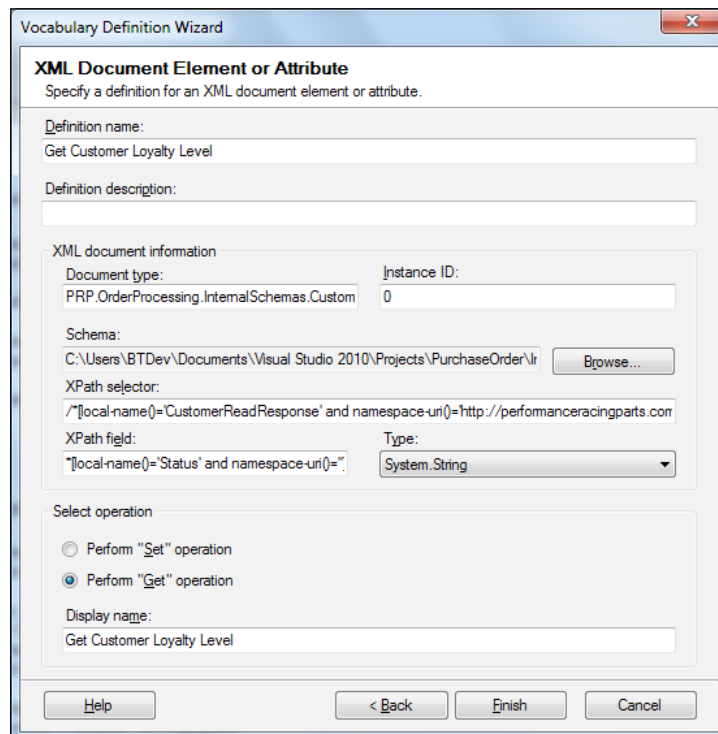 Vocabulary Definition Wizard
X
XML Document Element or Attribute
Specify a definition for an XML document element or attribute.
Definition name:
Get Customer Loyalty Level
Definition description:
XML document information
Document type:
Instance ID:
PRP.OrderProcessing.InternalSchemas.Custom
0
Schema:
C:\Users\BTDev\Documents\Visual Studio 2010\Projects\PurchaseOrder\Ir
Browse...
XPath selector:
/*[local-name()='CustomerReadResponse' and namespace-uri()='http://performanceracingparts.com
XPath field:
Type:
*[local-name()='Status' and namespace-uri()=''
System.String
Select operation
Perform "Set" operation
Perform "Get" operation
Display name:
Get Customer Loyalty Level
Help
< Back
Finish
Cancel